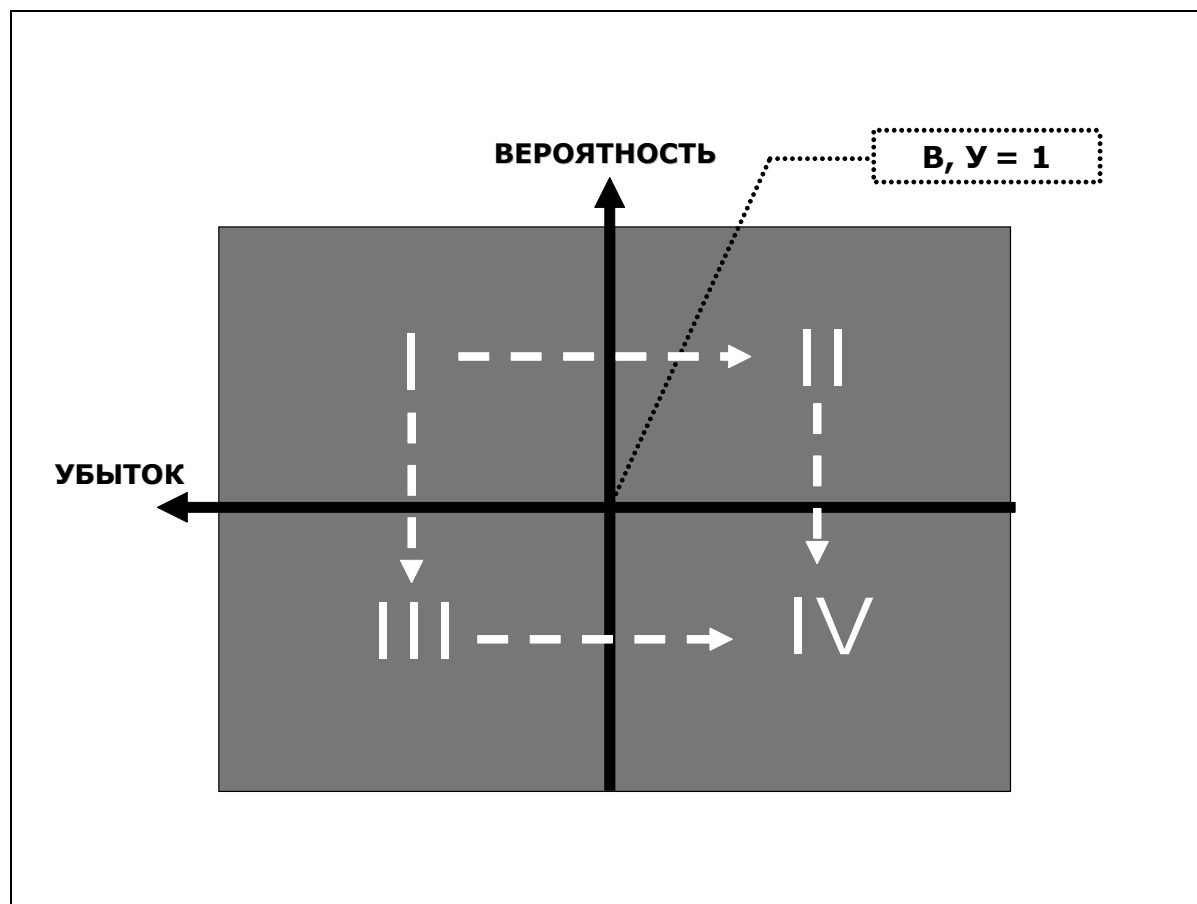 ВЕРОЯТНОСТЬ
В, У = 1
I
II
УБЫТОК
III
IV